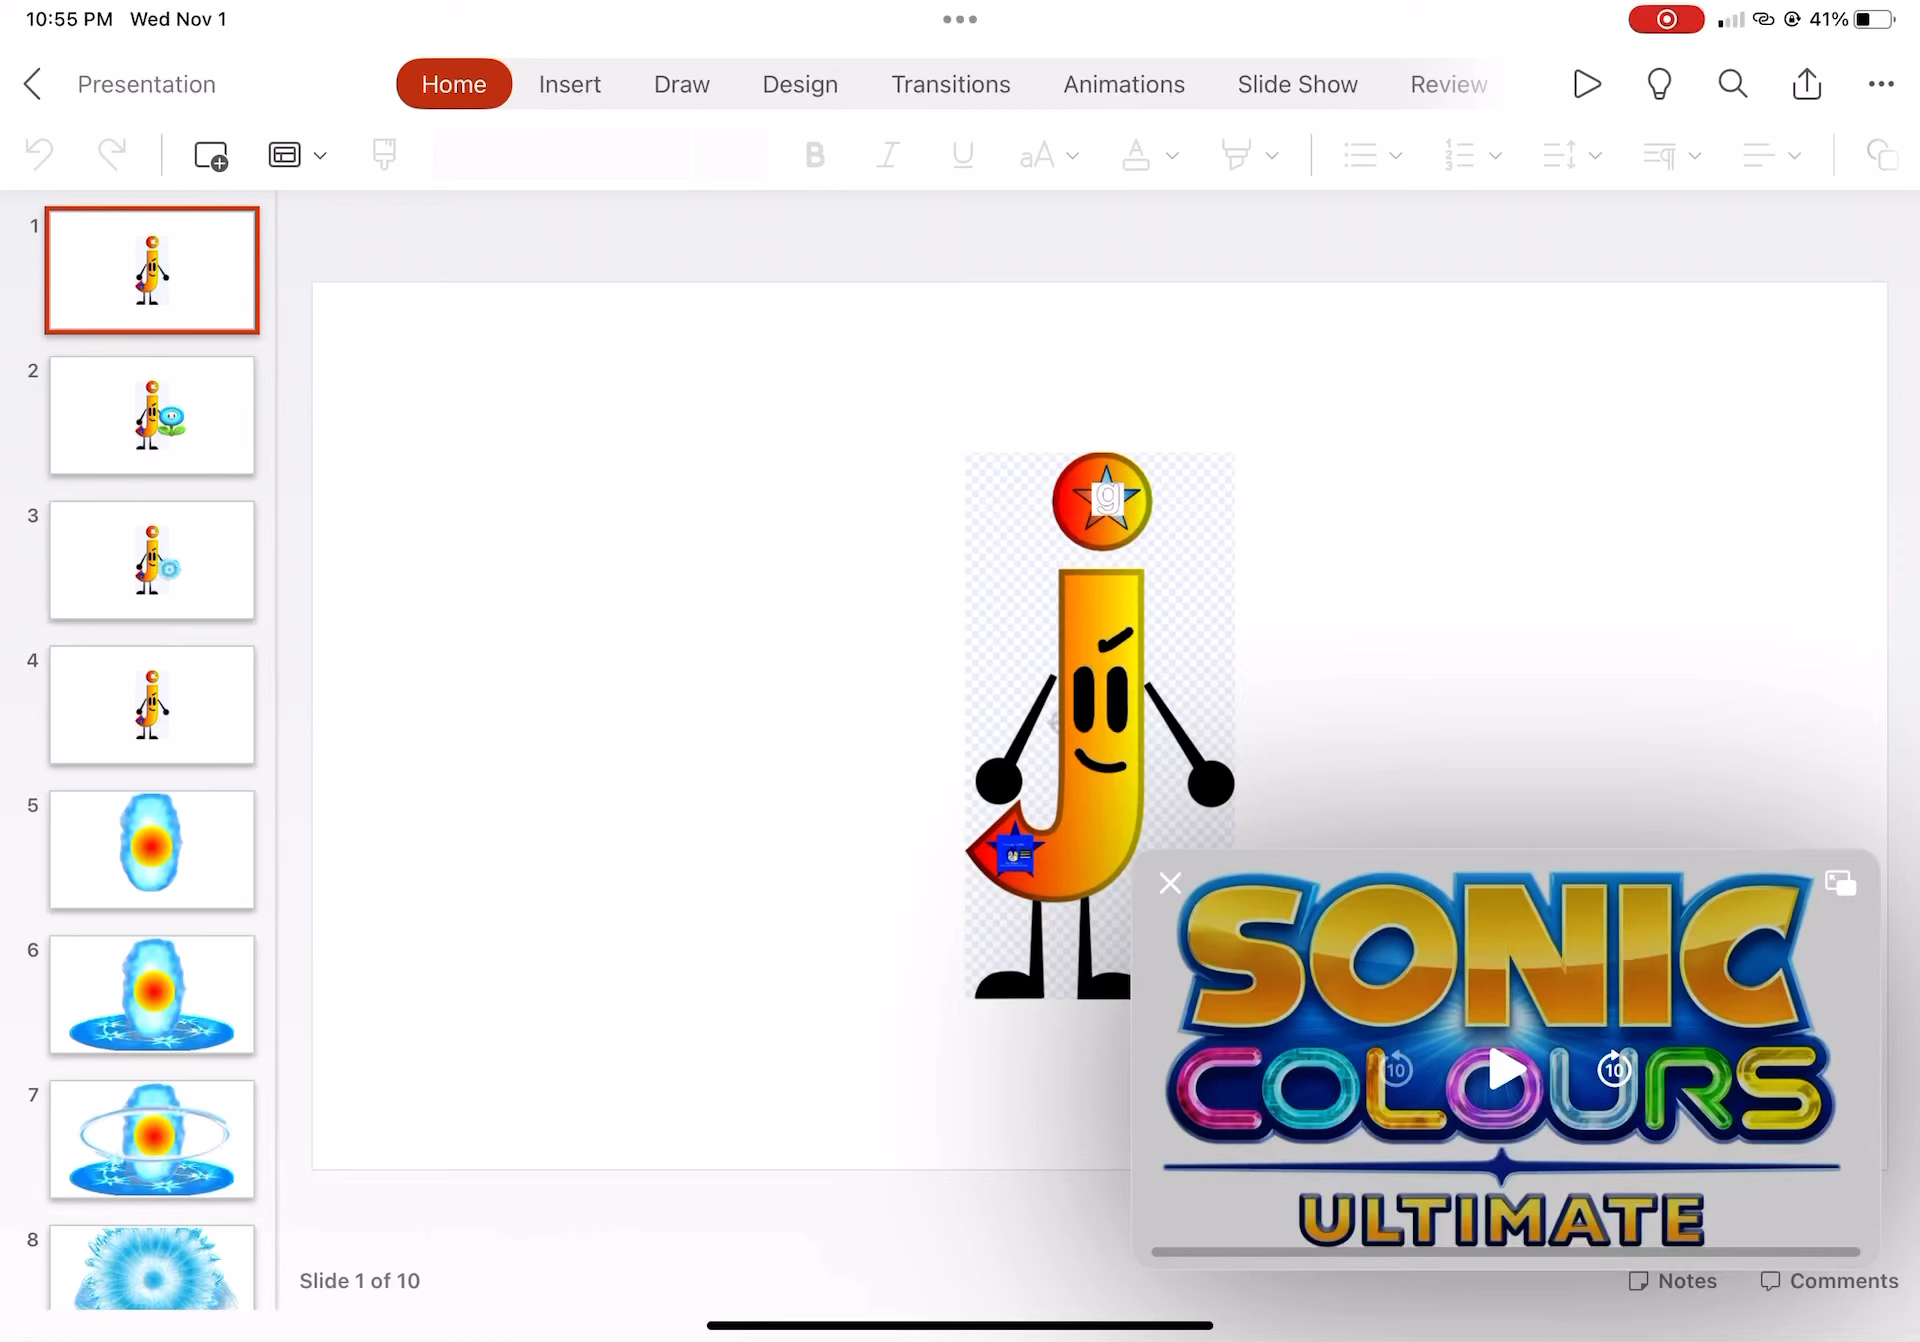 10:55 PM Wed Nov 1
41%
Presentation
Home Insert Draw Design Transitions Animations Slide Show Review
B I U aA A
1
2
3
4
5
6
7
8
g
J
SONIC
COLOURS
ULTIMATE
10 10
Slide 1 of 10
Notes Comments